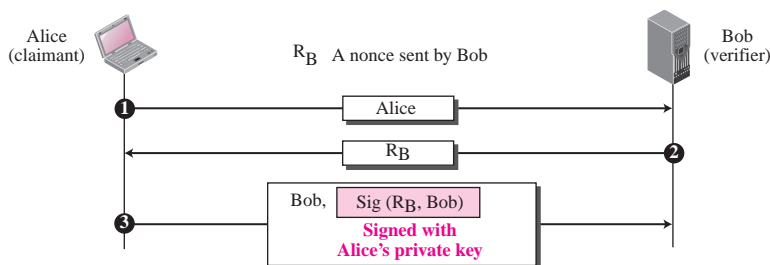 Alice
(claimant)
R_B A nonce sent by Bob
Bob
(verifier)
1
Alice
R_B
2
3
Bob, Sig (R_B, Bob)
Signed with
Alice's private key